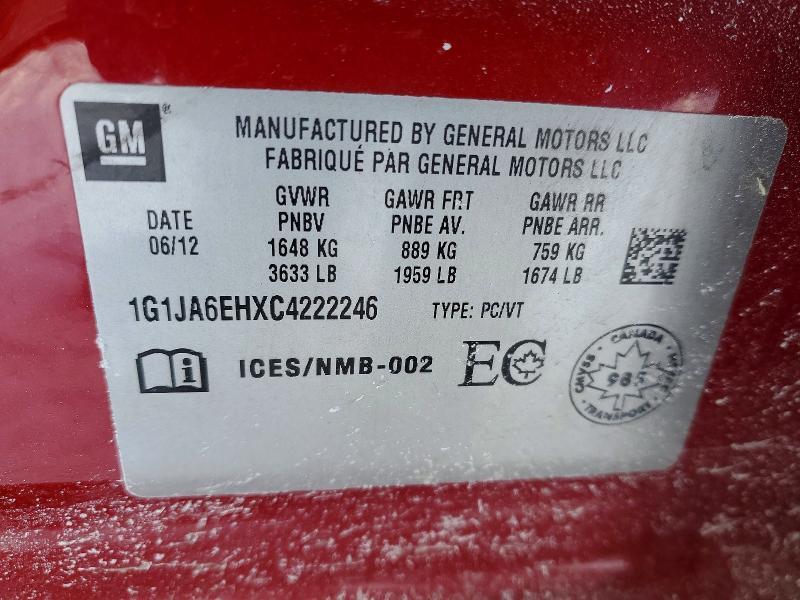 GM®
MANUFACTURED BY GENERAL MOTORS LLC
FABRIQUÉ PAR GENERAL MOTORS LLC
GVWR GAWR FRT GAWR RR
DATE PNBV PNBE AV. PNBE ARR.
06/12 1648 KG 889 KG 759 KG
3633 LB 1959 LB 1674 LB
1G1JA6EHXC4222246 TYPE: PC/VT
i ICES/NMB-002 EC
CANADA
TRANSPORT